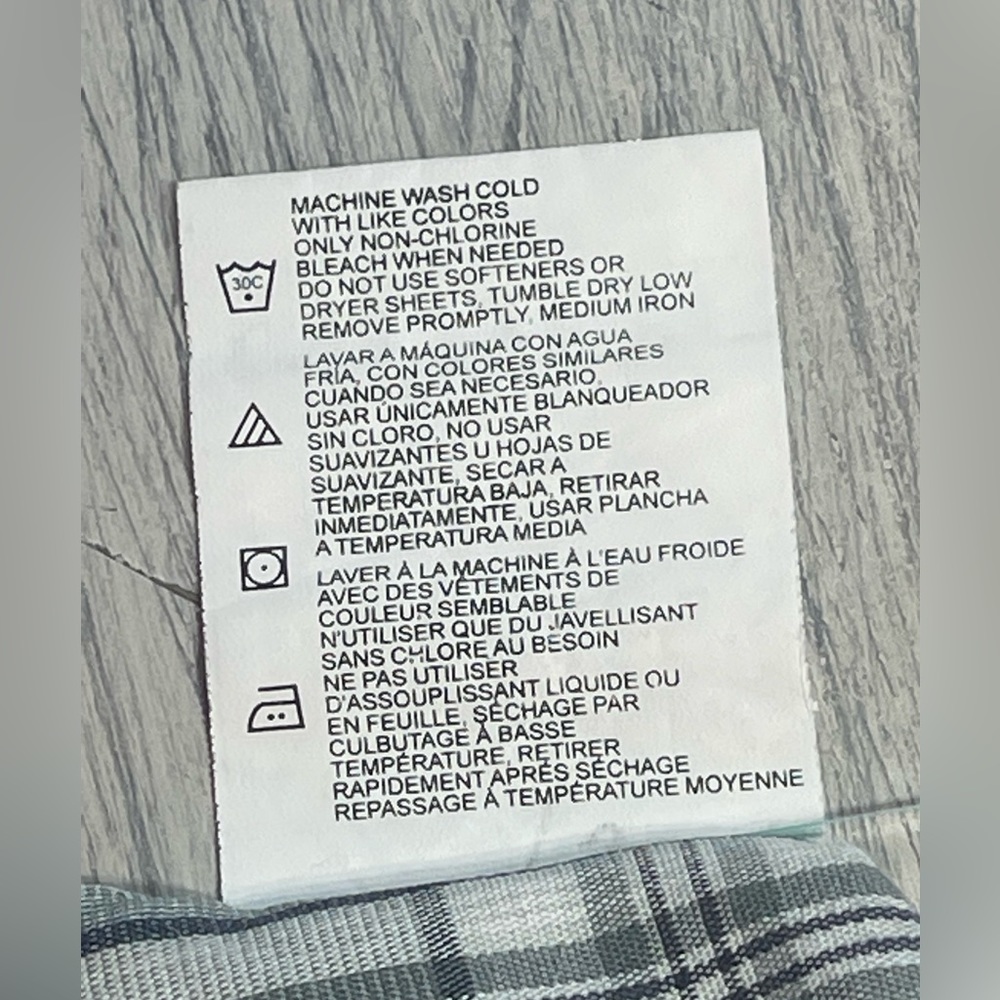 MACHINE WASH COLD
WITH LIKE COLORS
ONLY NON-CHLORINE
BLEACH WHEN NEEDED
DO NOT USE SOFTENERS OR
DRYER SHEETS, TUMBLE DRY LOW
REMOVE PROMPTLY, MEDIUM IRON
30C
LAVAR A MÁQUINA CON AGUA
FRÍA, CON COLORES SIMILARES
CUANDO SEA NECESARIO,
USAR ÚNICAMENTE BLANQUEADOR
SIN CLORO, NO USAR
SUAVIZANTES U HOJAS DE
SUAVIZANTE, SECAR A
TEMPERATURA BAJA, RETIRAR
INMEDIATAMENTE, USAR PLANCHA
A TEMPERATURA MEDIA
LAVER À LA MACHINE À L'EAU FROIDE
AVEC DES VÊTEMENTS DE
COULEUR SEMBLABLE
N'UTILISER QUE DU JAVELLISANT
SANS CHLORE AU BESOIN
NE PAS UTILISER
D'ASSOUPLISSANT LIQUIDE OU
EN FEUILLE, SÉCHAGE PAR
CULBUTAGE À BASSE
TEMPÉRATURE, RETIRER
RAPIDEMENT APRÈS SÉCHAGE
REPASSAGE À TEMPÉRATURE MOYENNE